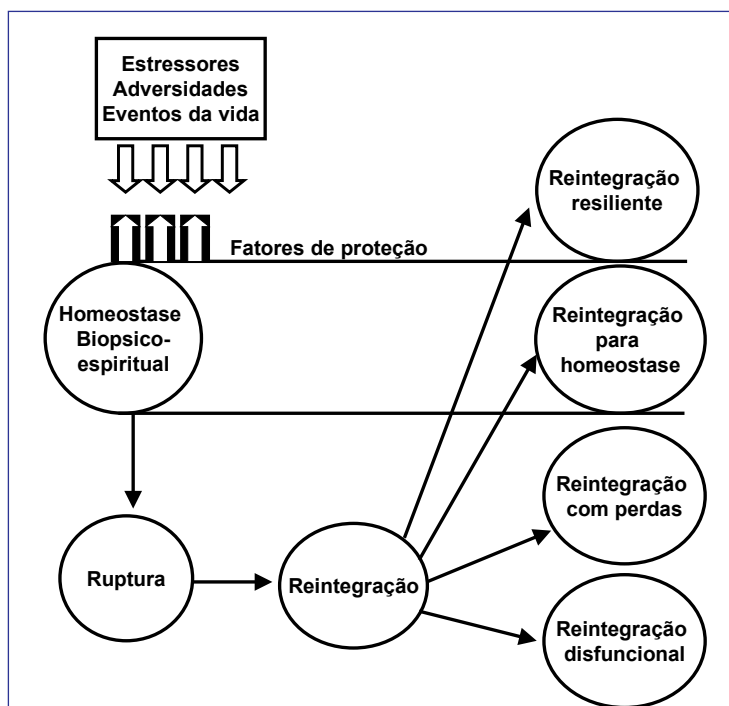 Estressores
Adversidades
Eventos da vida
Fatores de proteção
Homeostase
Biopsico-
espiritual
Ruptura
Reintegração
Reintegração
resiliente
Reintegração
para
homeostase
Reintegração
com perdas
Reintegração
disfuncional